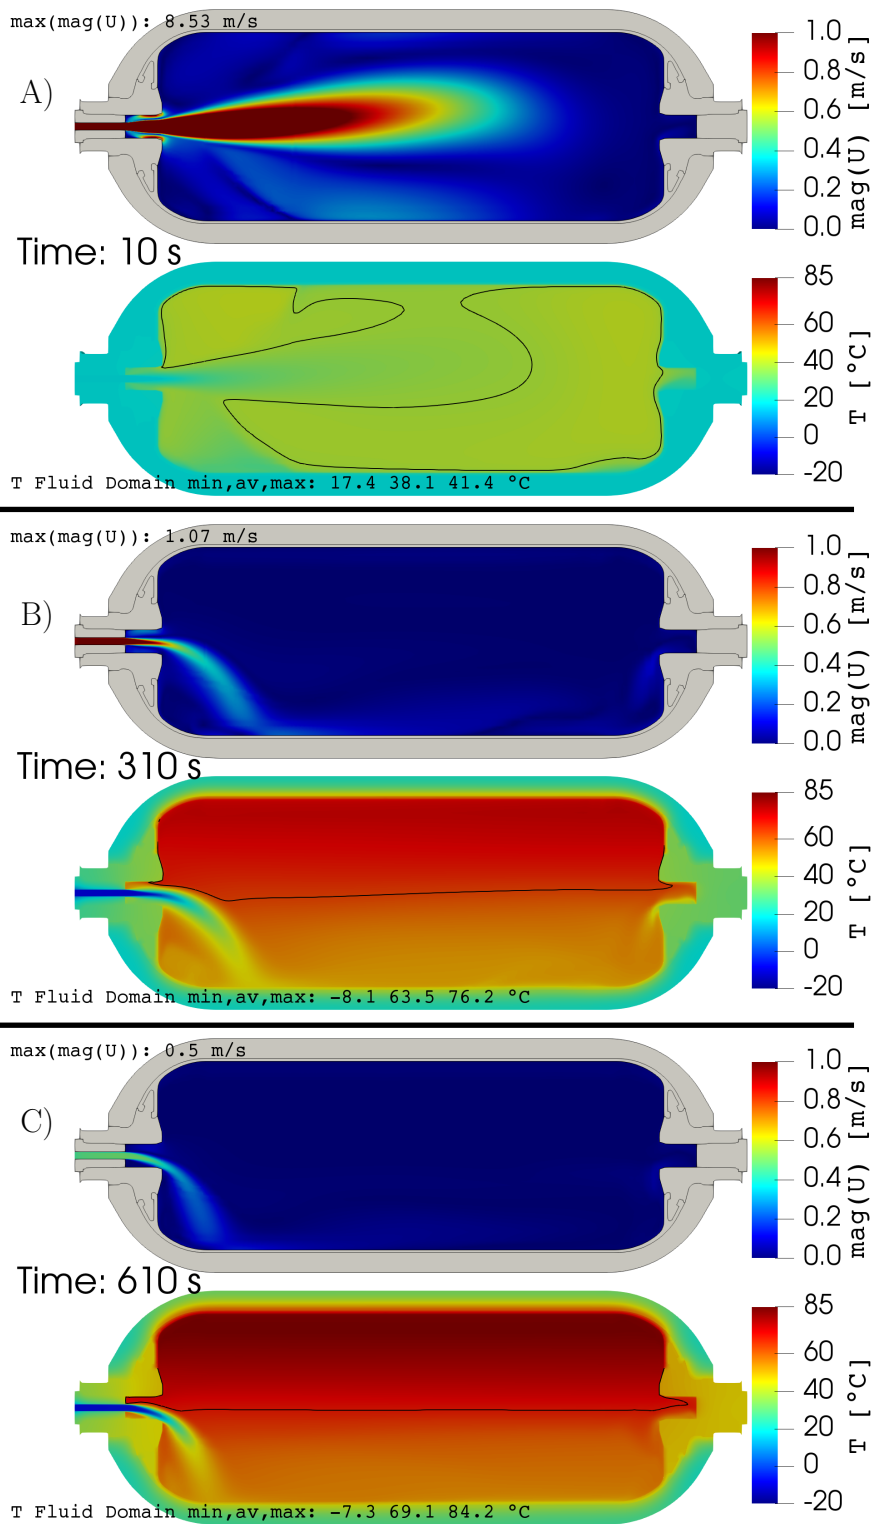 max(mag(U)): 8.53 m/s
A)
1.0
0.8
0.6
0.4
0.2
0.0
mag(U) [m/s]
Time: 10 s
85
60
40
20
0
-20
T [°C]
T Fluid Domain min,av,max: 17.4 38.1 41.4 °C
max(mag(U)): 1.07 m/s
B)
1.0
0.8
0.6
0.4
0.2
0.0
mag(U) [m/s]
Time: 310 s
85
60
40
20
0
-20
T [°C]
T Fluid Domain min,av,max: -8.1 63.5 76.2 °C
max(mag(U)): 0.5 m/s
C)
1.0
0.8
0.6
0.4
0.2
0.0
mag(U) [m/s]
Time: 610 s
85
60
40
20
0
-20
T [°C]
T Fluid Domain min,av,max: -7.3 69.1 84.2 °C